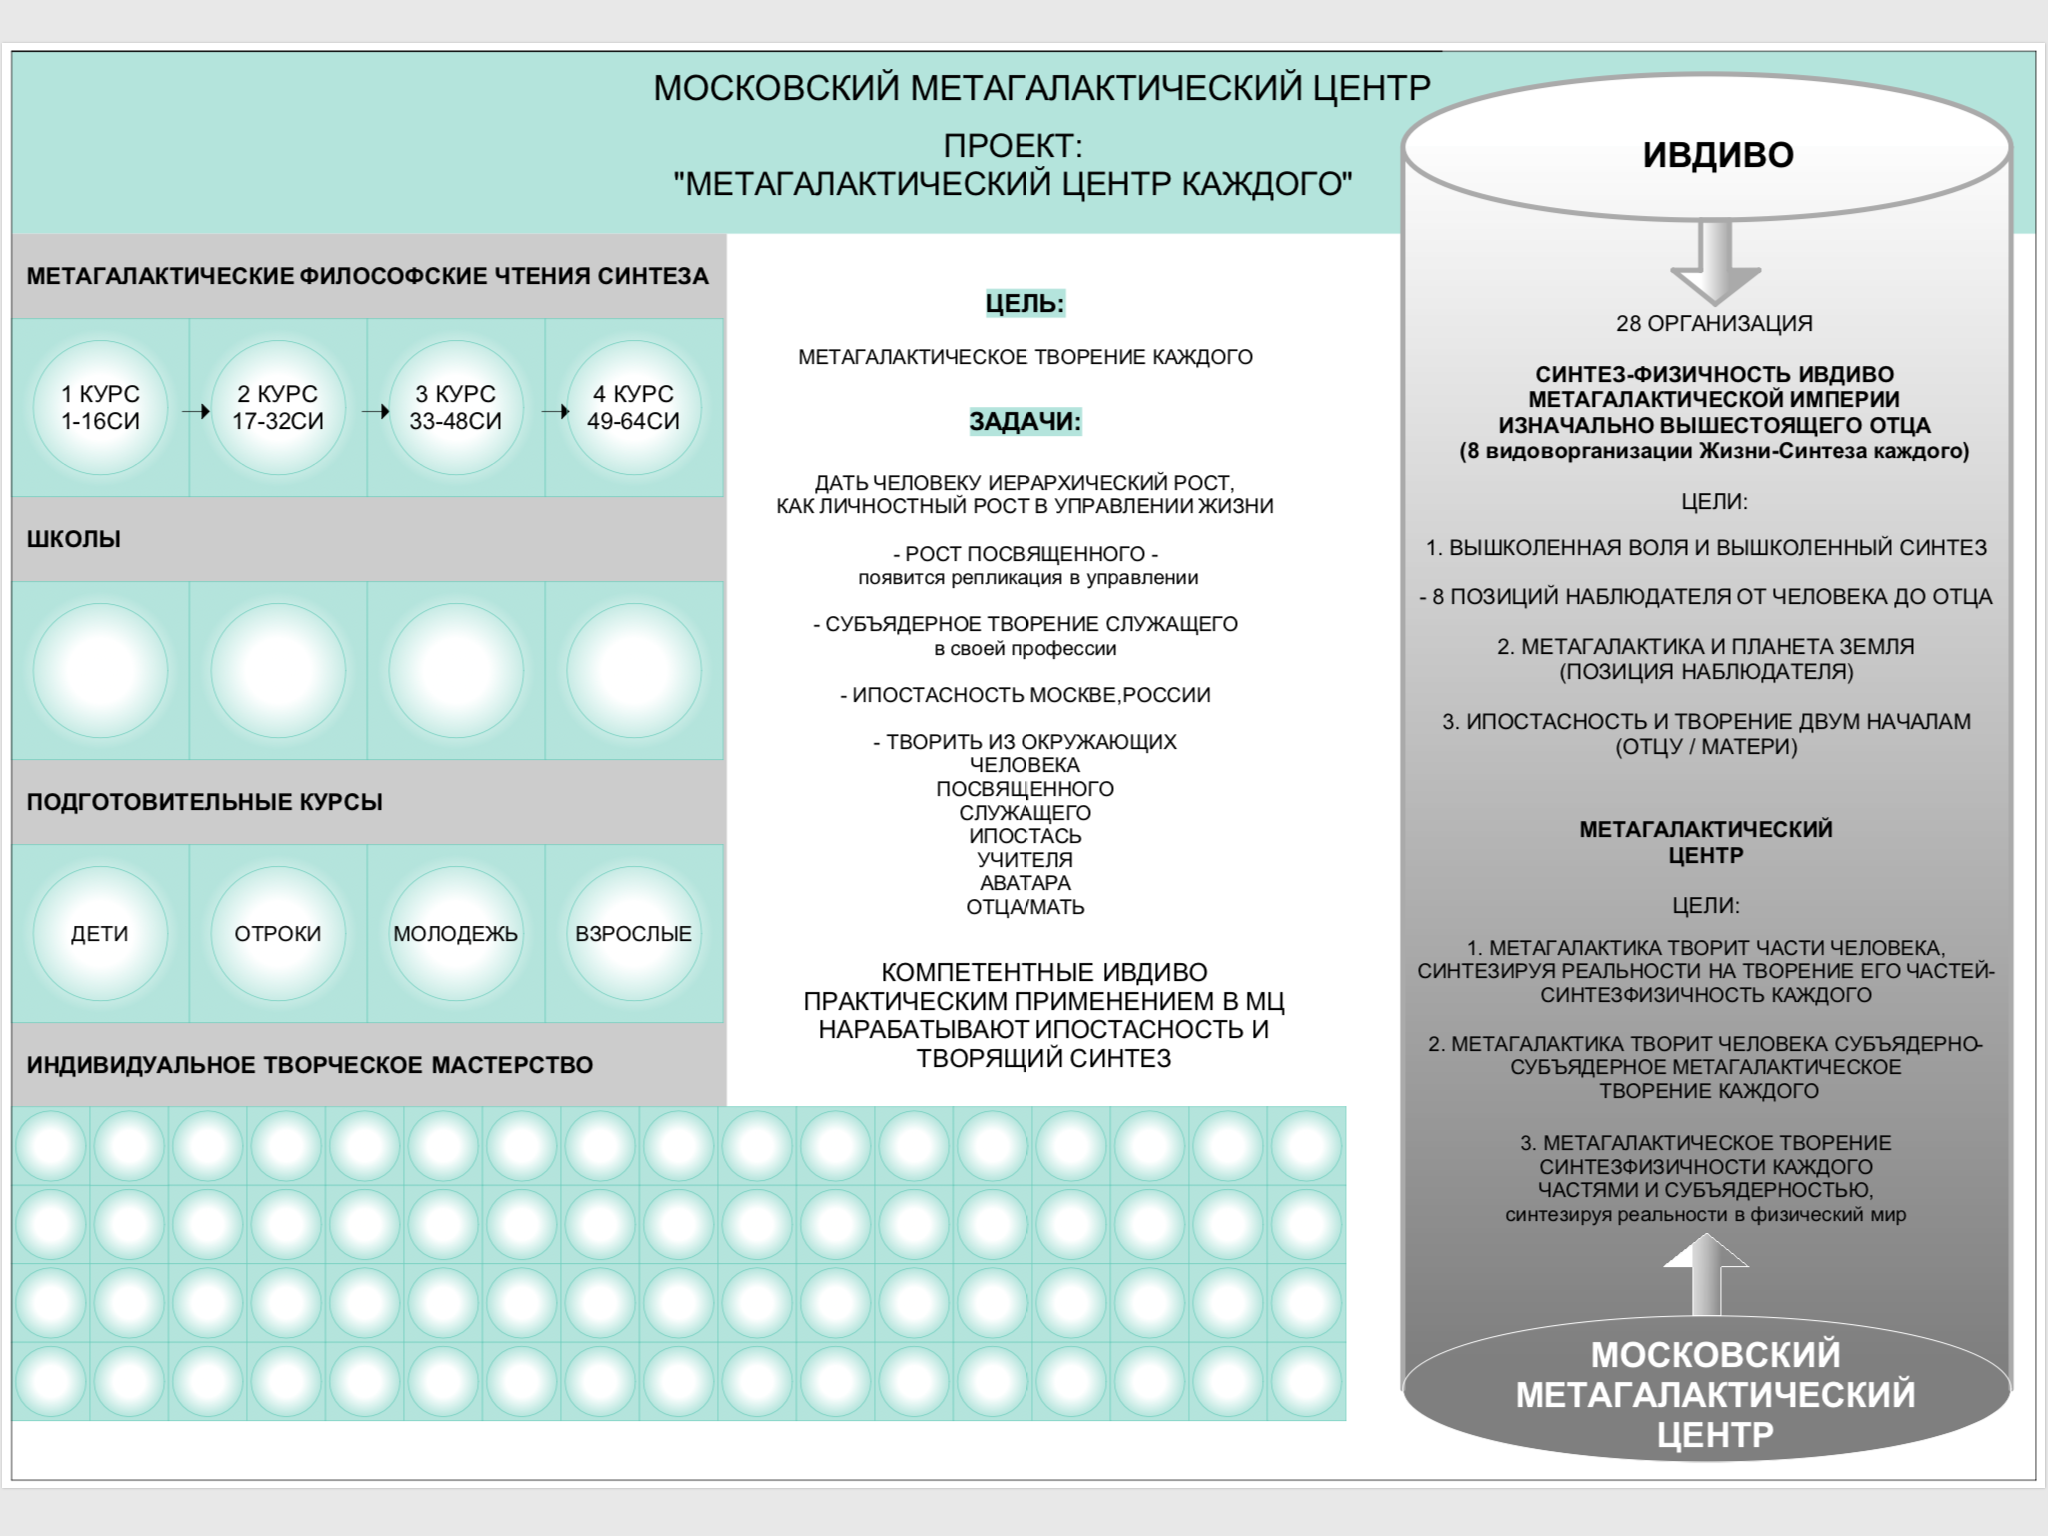 МОСКОВСКИЙ МЕТАГАЛАКТИЧЕСКИЙ ЦЕНТР
ПРОЕКТ:
"МЕТАГАЛАКТИЧЕСКИЙ ЦЕНТР КАЖДОГО"
МЕТАГАЛАКТИЧЕСКИЕ ФИЛОСОФСКИЕ ЧТЕНИЯ СИНТЕЗА
1 КУРС
1-16СИ
2 КУРС
17-32СИ
3 КУРС
33-48СИ
4 КУРС
49-64СИ
ШКОЛЫ
ПОДГОТОВИТЕЛЬНЫЕ КУРСЫ
ДЕТИ
ОТРОКИ
МОЛОДЕЖЬ
ВЗРОСЛЫЕ
ИНДИВИДУАЛЬНОЕ ТВОРЧЕСКОЕ МАСТЕРСТВО
ЦЕЛЬ:
МЕТАГАЛАКТИЧЕСКОЕ ТВОРЕНИЕ КАЖДОГО
ЗАДАЧИ:
ДАТЬ ЧЕЛОВЕКУ ИЕРАРХИЧЕСКИЙ РОСТ,
КАК ЛИЧНОСТНЫЙ РОСТ В УПРАВЛЕНИИ ЖИЗНИ
- РОСТ ПОСВЯЩЕННОГО -
появится репликация в управлении
- СУБЪЯДЕРНОЕ ТВОРЕНИЕ СЛУЖАЩЕГО
в своей профессии
- ИПОСТАСНОСТЬ МОСКВЕ,РОССИИ
- ТВОРИТЬ ИЗ ОКРУЖАЮЩИХ
ЧЕЛОВЕКА
ПОСВЯЩЕННОГО
СЛУЖАЩЕГО
ИПОСТАСЬ
УЧИТЕЛЯ
АВАТАРА
ОТЦА/МАТЬ
КОМПЕТЕНТНЫЕ ИВДИВО
ПРАКТИЧЕСКИМ ПРИМЕНЕНИЕМ В МЦ
НАРАБАТЫВАЮТ ИПОСТАСНОСТЬ И
ТВОРЯЩИЙ СИНТЕЗ
ИВДИВО
28 ОРГАНИЗАЦИЯ
СИНТЕЗ-ФИЗИЧНОСТЬ ИВДИВО
МЕТАГАЛАКТИЧЕСКОЙ ИМПЕРИИ
ИЗНАЧАЛЬНО ВЫШЕСТОЯЩЕГО ОТЦА
(8 видоворганизации Жизни-Синтеза каждого)
ЦЕЛИ:
1. ВЫШКОЛЕННАЯ ВОЛЯ И ВЫШКОЛЕННЫЙ СИНТЕЗ
- 8 ПОЗИЦИЙ НАБЛЮДАТЕЛЯ ОТ ЧЕЛОВЕКА ДО ОТЦА
2. МЕТАГАЛАКТИКА И ПЛАНЕТА ЗЕМЛЯ
(ПОЗИЦИЯ НАБЛЮДАТЕЛЯ)
3. ИПОСТАСНОСТЬ И ТВОРЕНИЕ ДВУМ НАЧАЛАМ
(ОТЦУ / МАТЕРИ)
МЕТАГАЛАКТИЧЕСКИЙ
ЦЕНТР
ЦЕЛИ:
1. МЕТАГАЛАКТИКА ТВОРИТ ЧАСТИ ЧЕЛОВЕКА,
СИНТЕЗИРУЯ РЕАЛЬНОСТИ НА ТВОРЕНИЕ ЕГО ЧАСТЕЙ-
СИНТЕЗФИЗИЧНОСТЬ КАЖДОГО
2. МЕТАГАЛАКТИКА ТВОРИТ ЧЕЛОВЕКА СУБЪЯДЕРНО-
СУБЪЯДЕРНОЕ МЕТАГАЛАКТИЧЕСКОЕ
ТВОРЕНИЕ КАЖДОГО
3. МЕТАГАЛАКТИЧЕСКОЕ ТВОРЕНИЕ
СИНТЕЗФИЗИЧНОСТИ КАЖДОГО
ЧАСТЯМИ И СУБЪЯДЕРНОСТЬЮ,
синтезируя реальности в физический мир
МОСКОВСКИЙ
МЕТАГАЛАКТИЧЕСКИЙ
ЦЕНТР